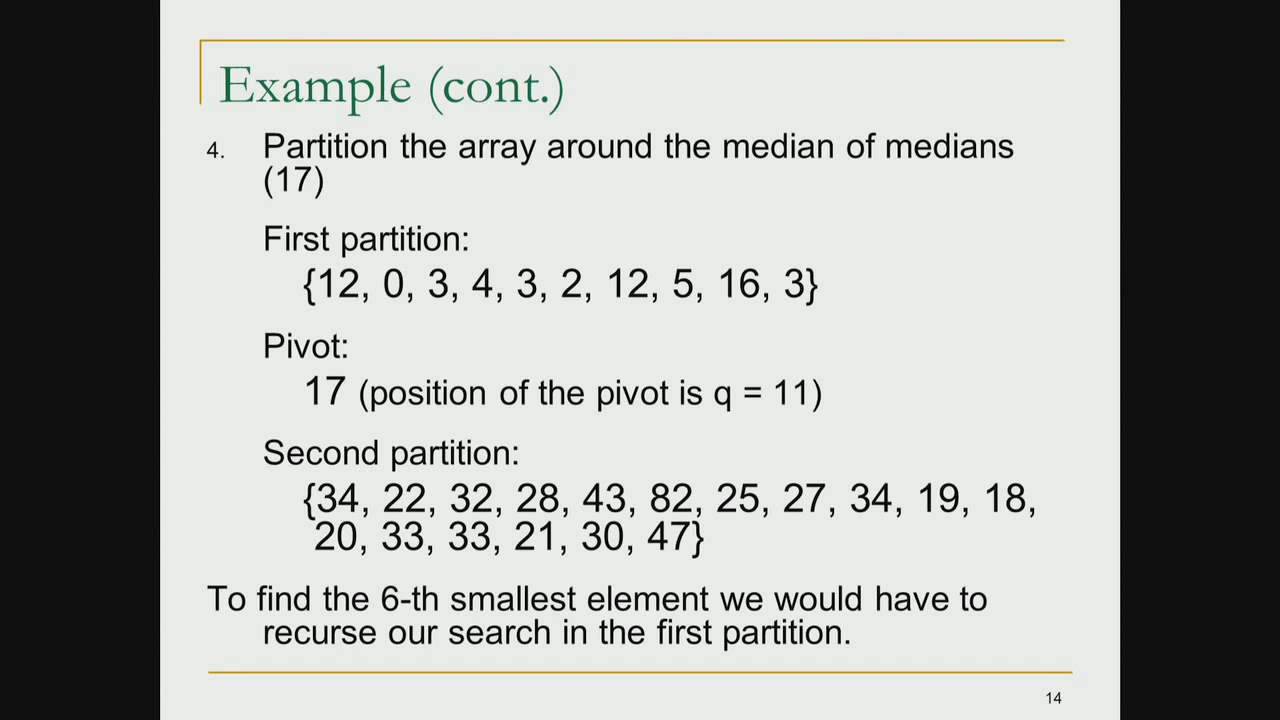 Example (cont.)
4. Partition the array around the median of medians
(17)
First partition:
{12, 0, 3, 4, 3, 2, 12, 5, 16, 3}
Pivot:
17 (position of the pivot is q = 11)
Second partition:
{34, 22, 32, 28, 43, 82, 25, 27, 34, 19, 18,
20, 33, 33, 21, 30, 47}
To find the 6-th smallest element we would have to
recurse our search in the first partition.
14